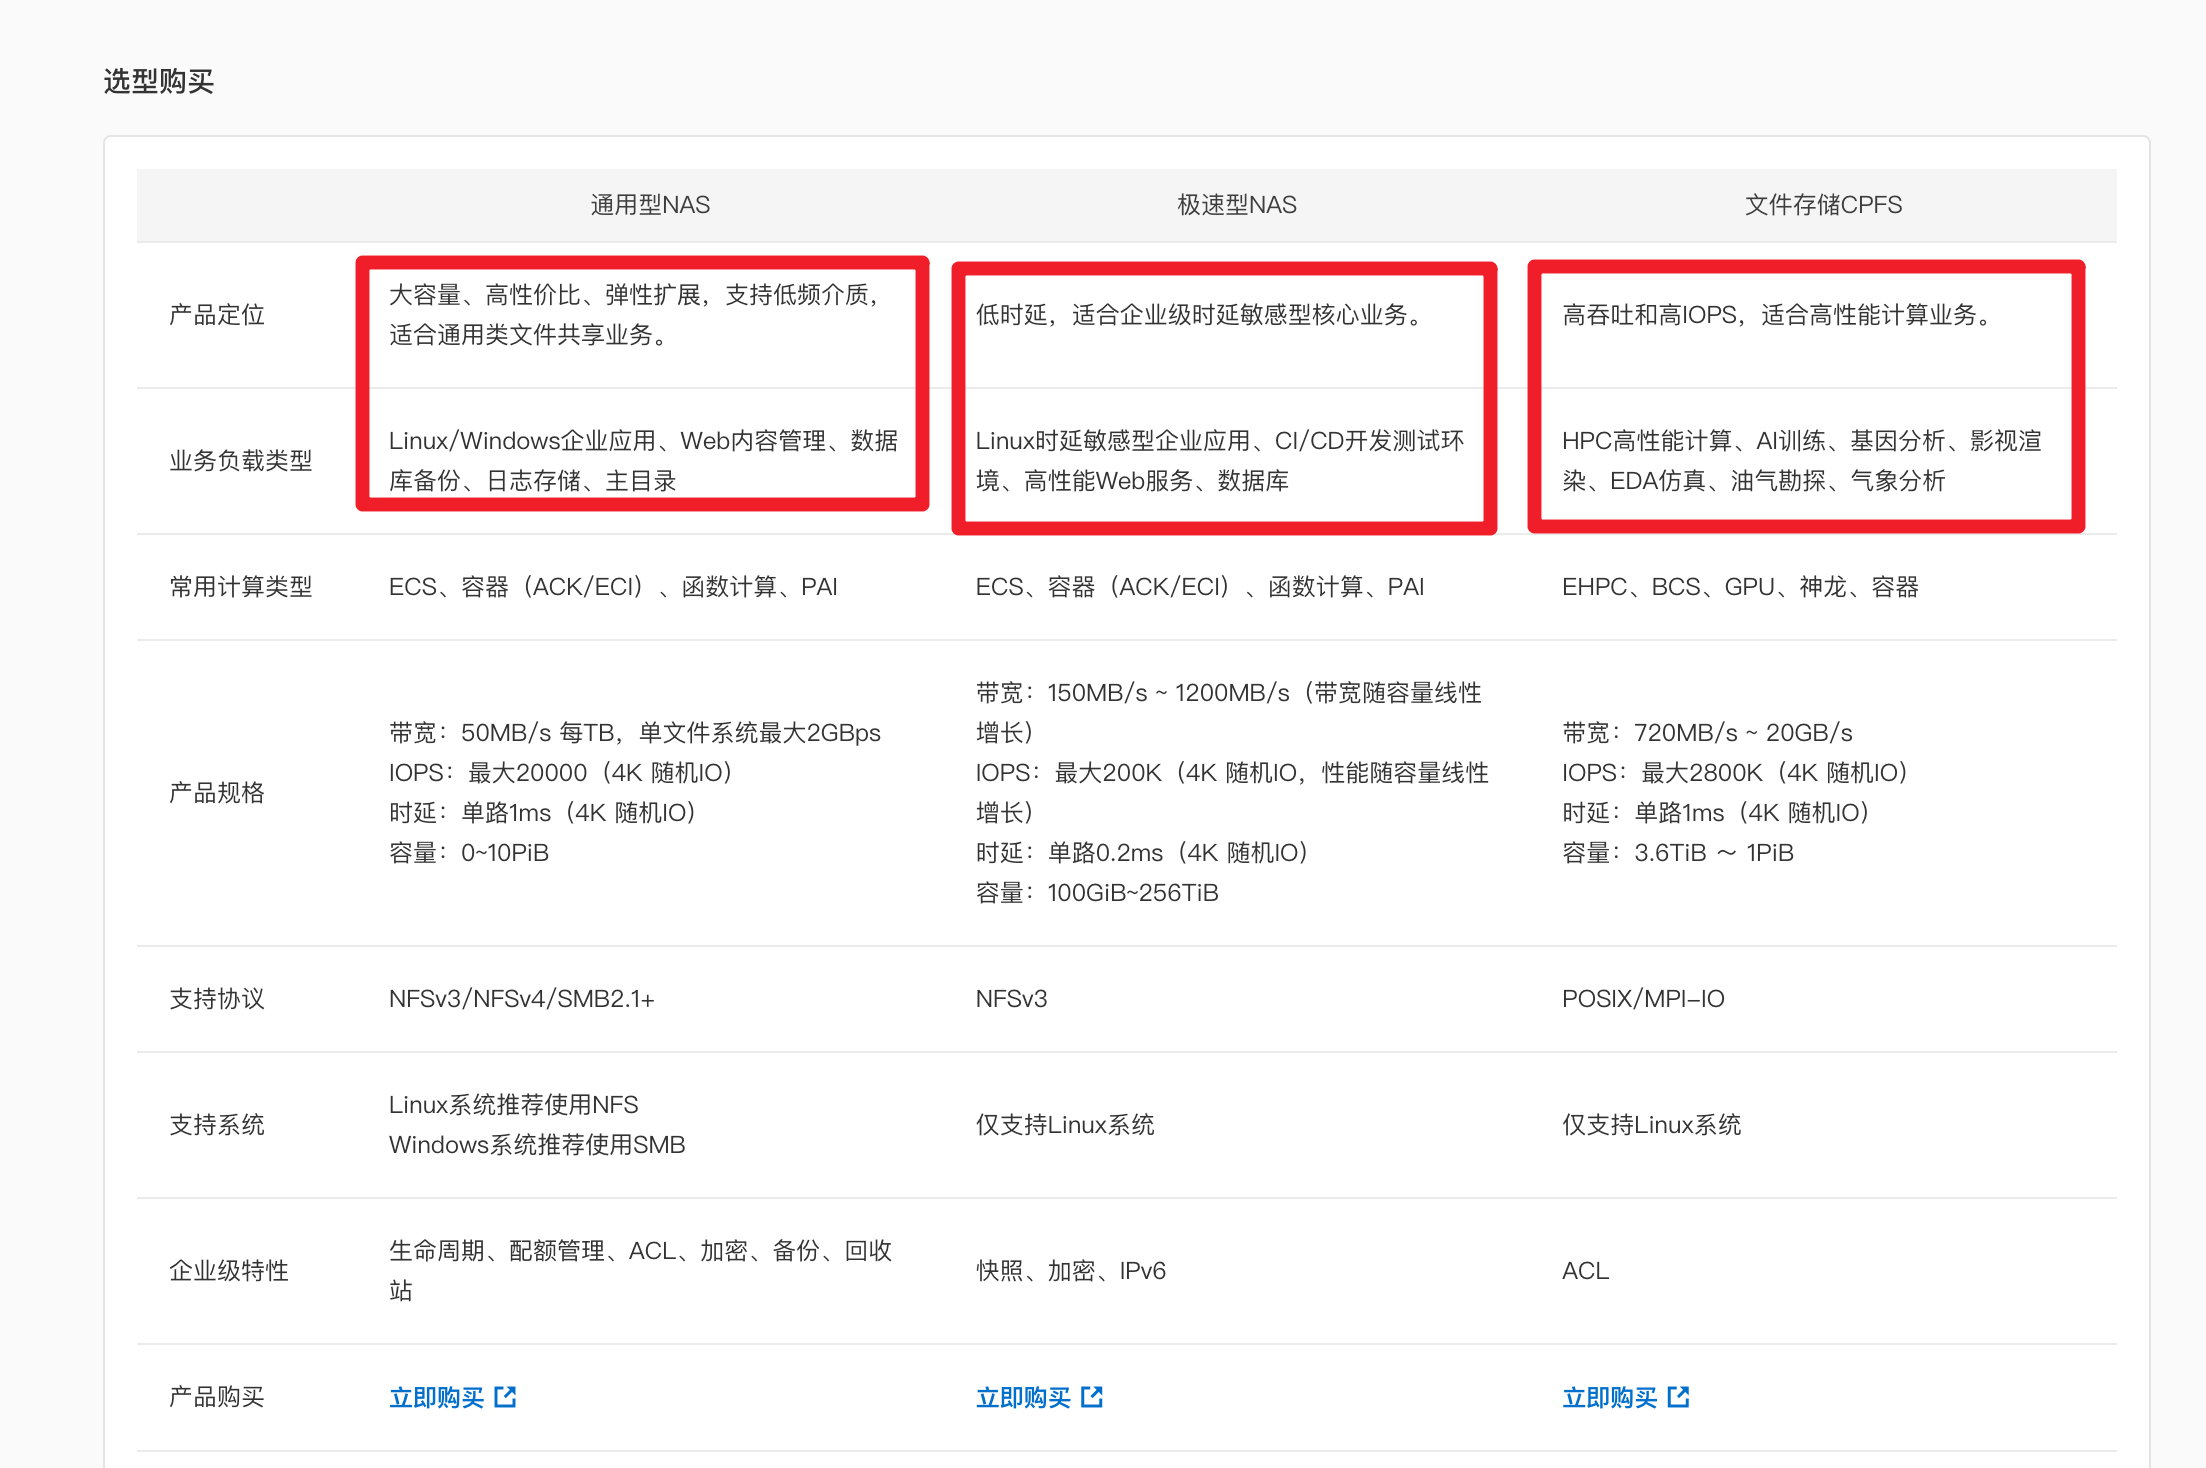 选型购买
通用型NAS
极速型NAS
文件存储CPFS
产品定位
大容量、高性价比、弹性扩展，支持低频介质，
适合通用类文件共享业务。
低时延，适合企业级时延敏感型核心业务。
高吞吐和高IOPS，适合高性能计算业务。
业务负载类型
Linux/Windows企业应用、Web内容管理、数据
库备份、日志存储、主目录
Linux时延敏感型企业应用、CI/CD开发测试环
境、高性能Web服务、数据库
HPC高性能计算、AI训练、基因分析、影视渲
染、EDA仿真、油气勘探、气象分析
常用计算类型
ECS、容器（ACK/ECI）、函数计算、PAI
ECS、容器（ACK/ECI）、函数计算、PAI
EHPC、BCS、GPU、神龙、容器
产品规格
带宽：50MB/s 每TB，单文件系统最大2GBps
IOPS：最大20000（4K 随机IO）
时延：单路1ms（4K 随机IO）
容量：0~10PiB
带宽：150MB/s ~ 1200MB/s（带宽随容量线性
增长）
IOPS：最大200K（4K 随机IO，性能随容量线性
增长）
时延：单路0.2ms（4K 随机IO）
容量：100GiB~256TiB
带宽：720MB/s ~ 20GB/s
IOPS：最大2800K（4K 随机IO）
时延：单路1ms（4K 随机IO）
容量：3.6TiB ～ 1PiB
支持协议
NFSv3/NFSv4/SMB2.1+
NFSv3
POSIX/MPI-IO
支持系统
Linux系统推荐使用NFS
Windows系统推荐使用SMB
仅支持Linux系统
仅支持Linux系统
企业级特性
生命周期、配额管理、ACL、加密、备份、回收
站
快照、加密、IPv6
ACL
产品购买
立即购买
立即购买
立即购买